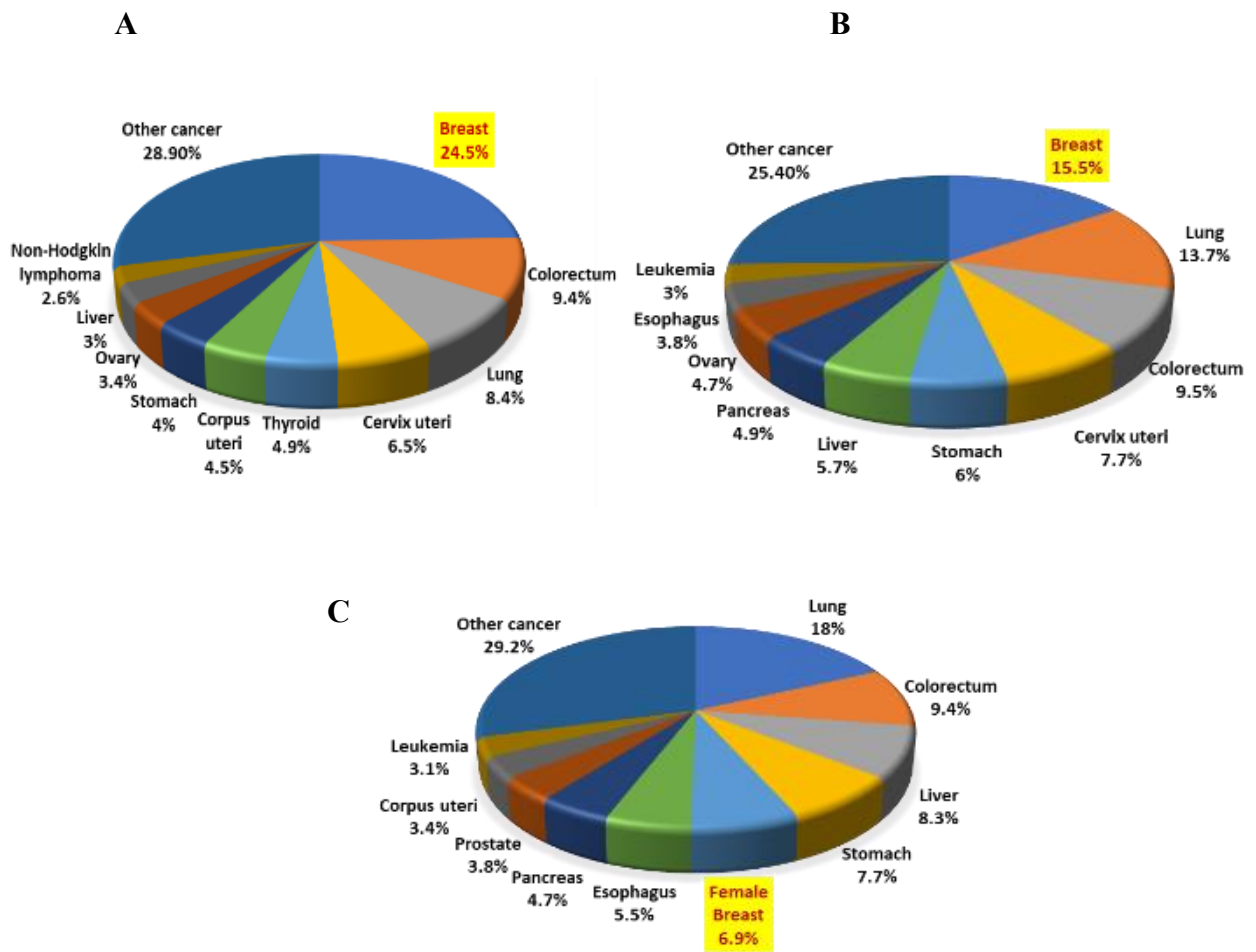 A
Other cancer
28.90%
Breast
24.5%
Non-Hodgkin
lymphoma
2.6%
Liver
3%
Ovary
3.4%
Stomach
4%
Corpus
uteri
4.5%
Thyroid
4.9%
Cervix uteri
6.5%
Lung
8.4%
Colorectum
9.4%
B
Other cancer
25.40%
Breast
15.5%
Lung
13.7%
Leukemia
3%
Esophagus
3.8%
Ovary
4.7%
Pancreas
4.9%
Liver
5.7%
Stomach
6%
Cervix uteri
7.7%
Colorectum
9.5%
C
Other cancer
29.2%
Lung
18%
Colorectum
9.4%
Leukemia
3.1%
Corpus uteri
3.4%
Prostate
3.8%
Pancreas
4.7%
Esophagus
5.5%
Female
Breast
6.9%
Stomach
7.7%
Liver
8.3%